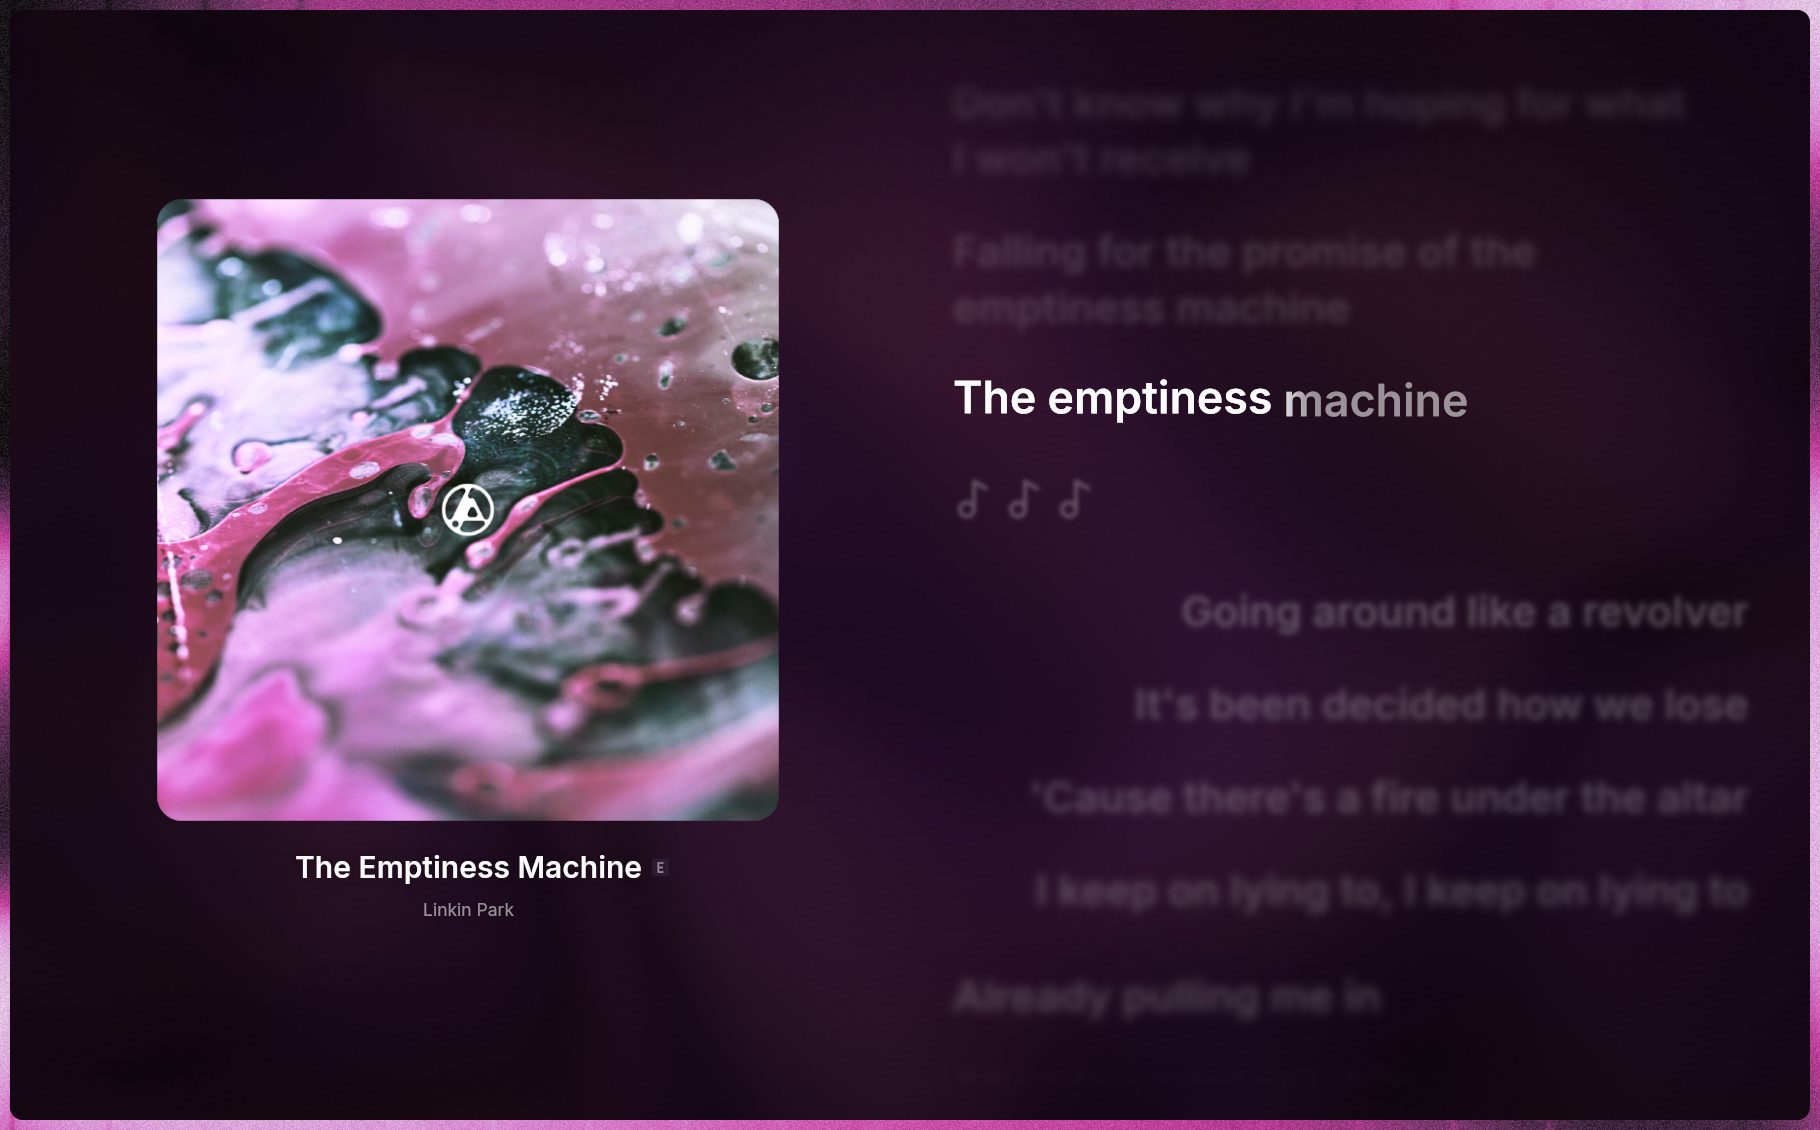 Don't know why I'm hoping for what
I won't receive
Falling for the promise of the
emptiness machine
The emptiness machine
Going around like a revolver
It's been decided how we lose
'Cause there's a fire under the altar
I keep on lying to, I keep on lying to
Already pulling me in
The Emptiness Machine E
Linkin Park